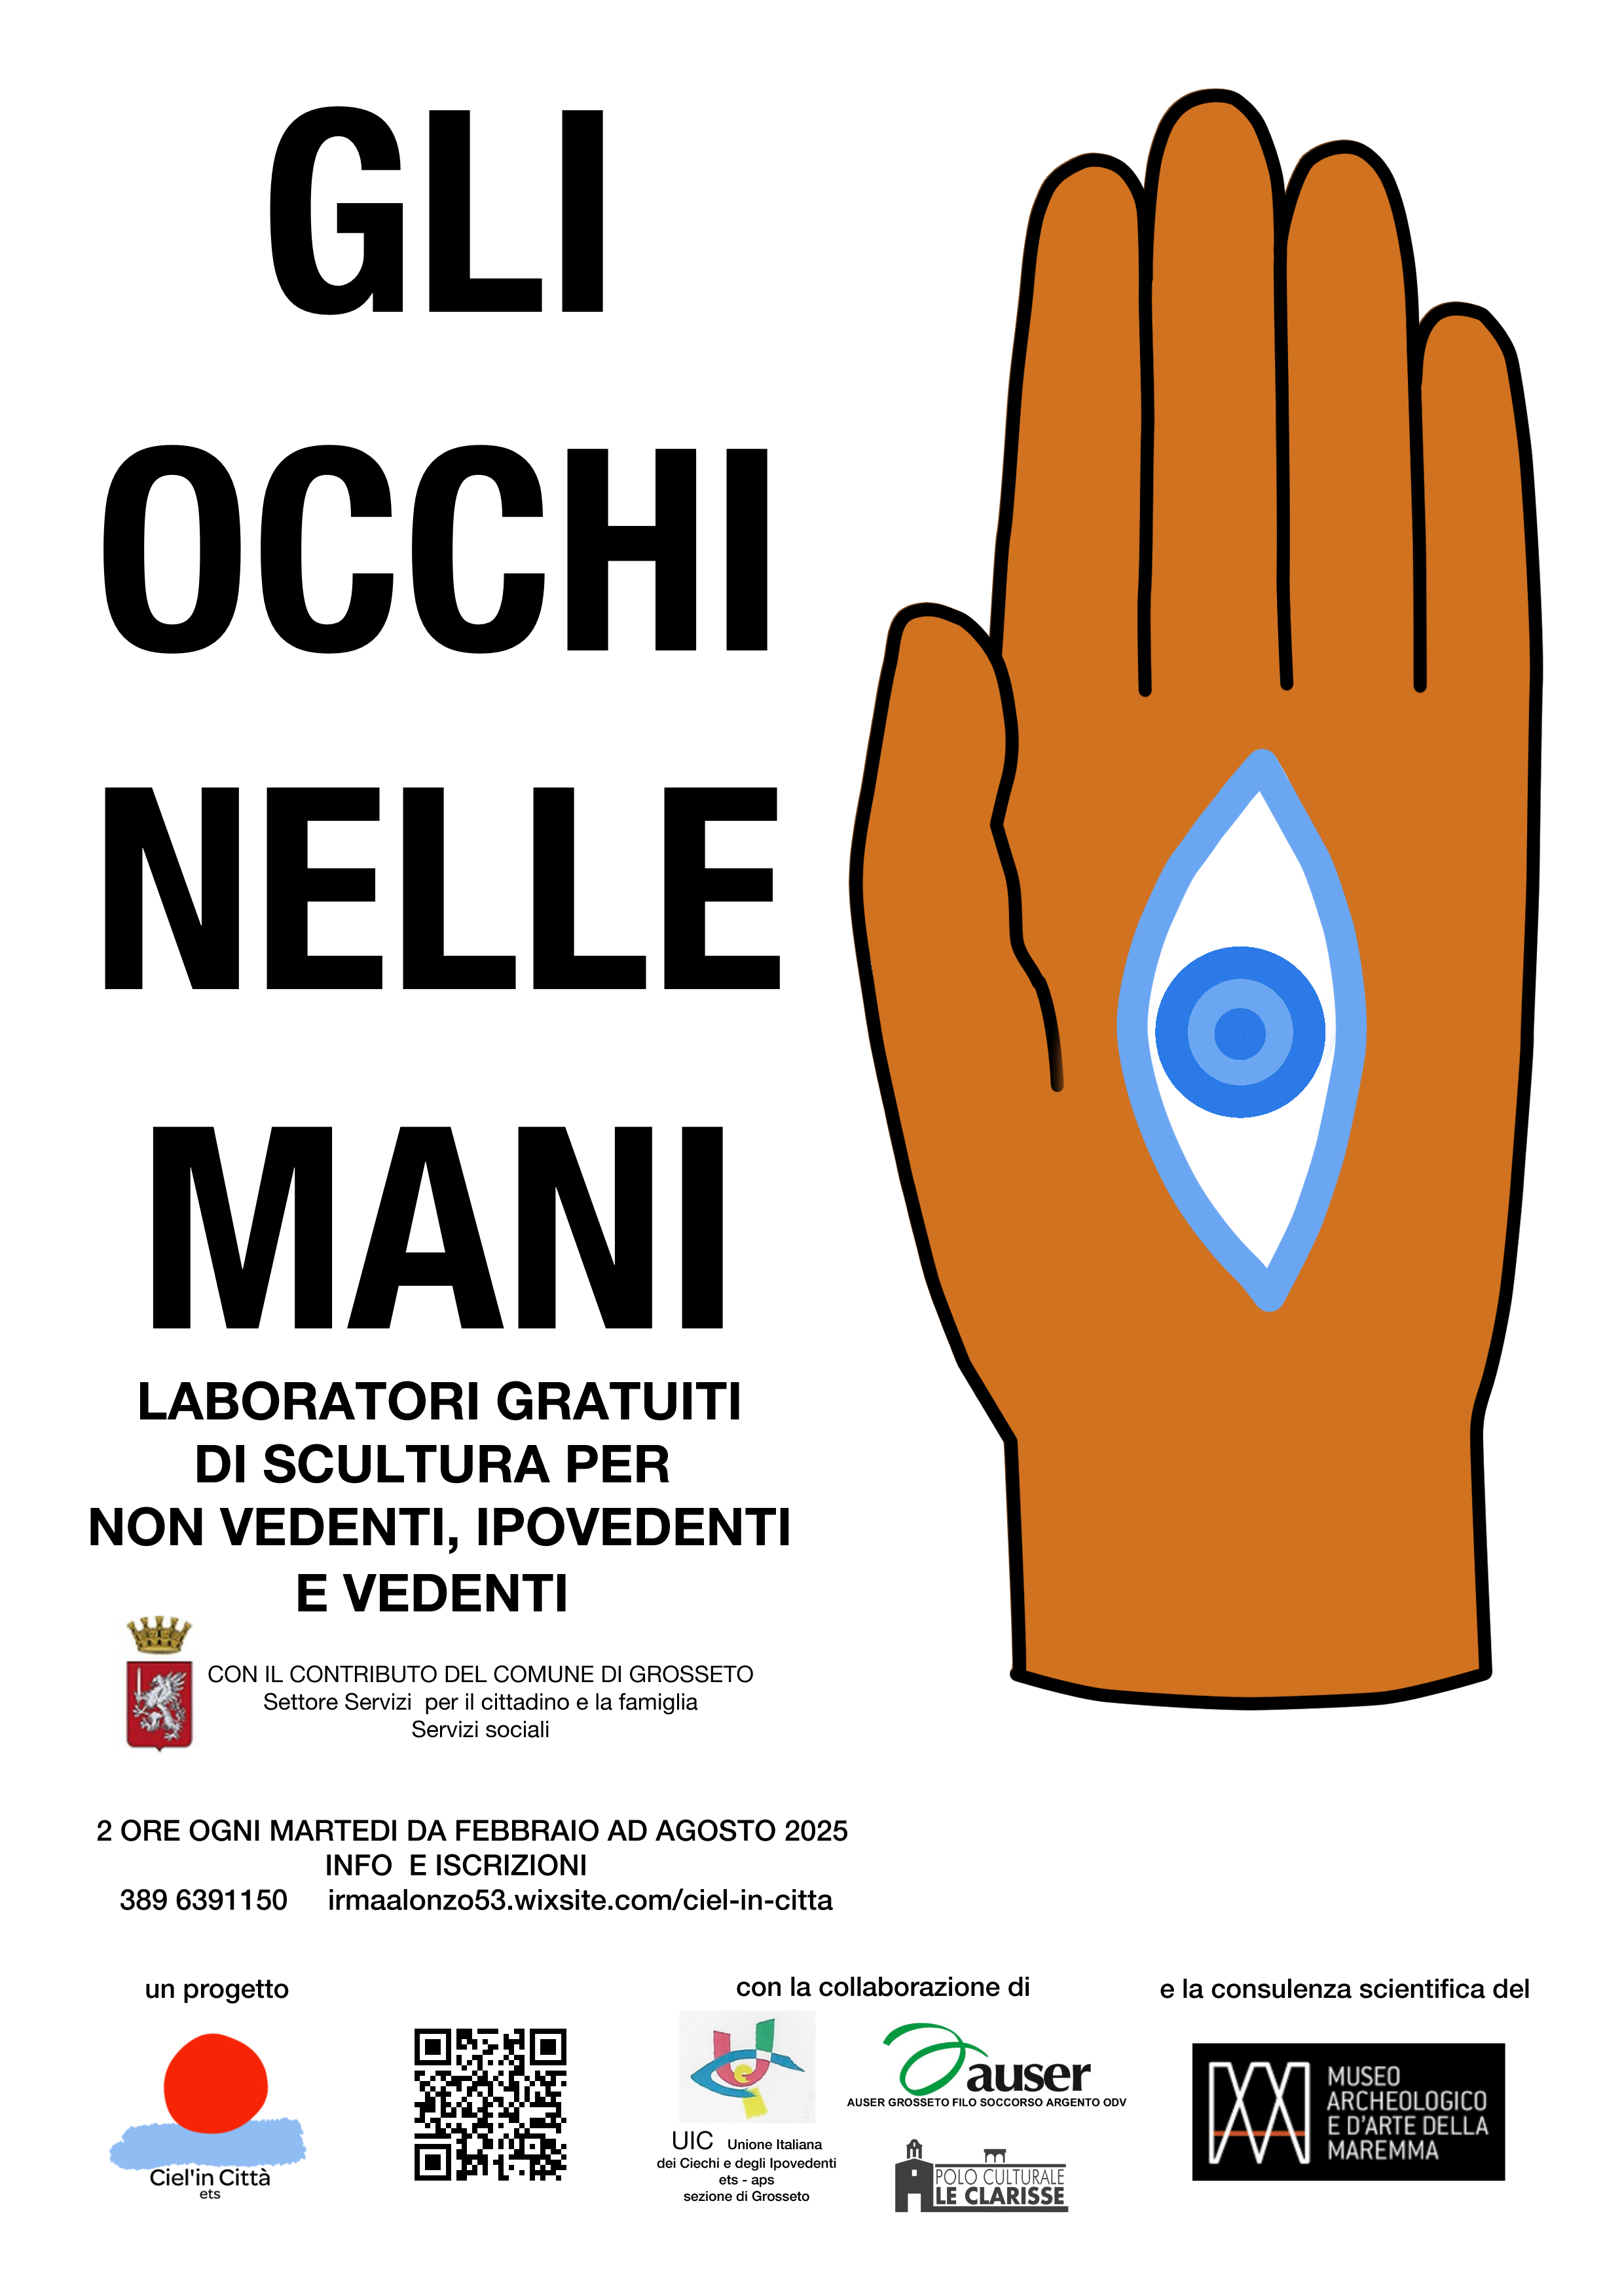 GLI
OCCHI
NELLE
MANI
LABORATORI GRATUITI
DI SCULTURA PER
NON VEDENTI, IPOVEDENTI
E VEDENTI
CON IL CONTRIBUTO DEL COMUNE DI GROSSETO
Settore Servizi per il cittadino e la famiglia
Servizi sociali
2 ORE OGNI MARTEDI DA FEBBRAIO AD AGOSTO 2025
INFO E ISCRIZIONI
389 6391150 irmaalonzo53.wixsite.com/ciel-in-citta
un progetto
Ciel'in Città
ets
con la collaborazione di
UIC Unione Italiana
dei Ciechi e degli Ipovedenti
ets - aps
sezione di Grosseto
auser
AUSER GROSSETO FILO SOCCORSO ARGENTO ODV
POLO CULTURALE
LE CLARISSE
e la consulenza scientifica del
MUSEO
ARCHEOLOGICO
E D'ARTE DELLA
MAREMMA